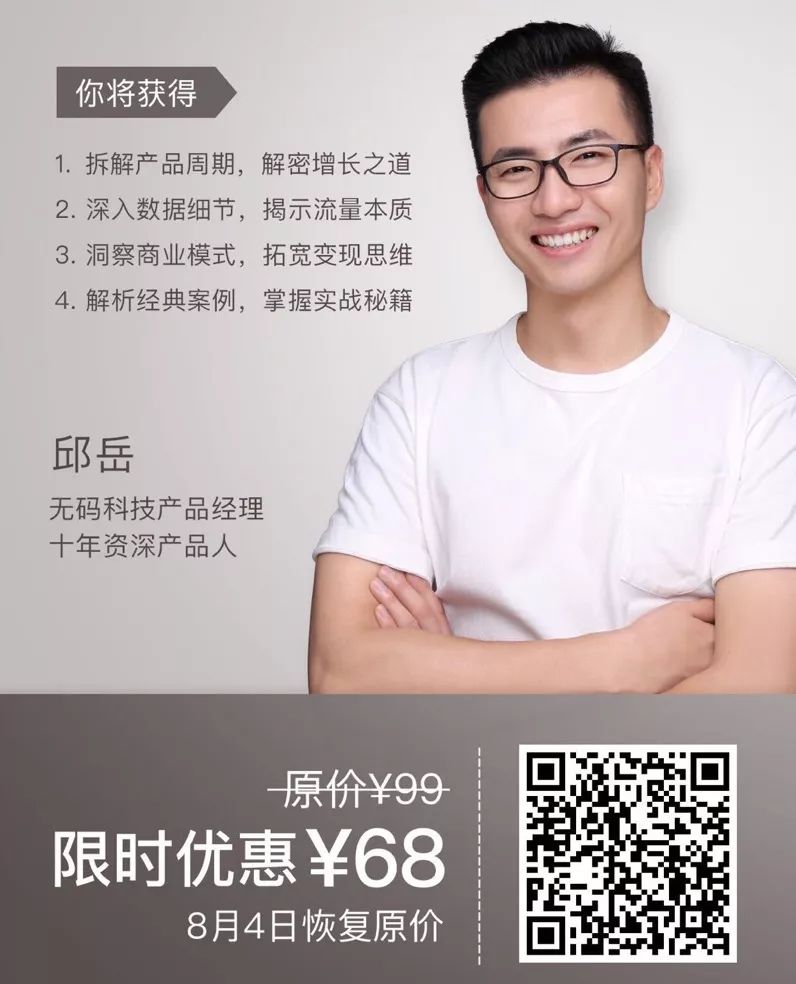 你将获得
1. 拆解产品周期，解密增长之道
2. 深入数据细节，揭示流量本质
3. 洞察商业模式，拓宽变现思维
4. 解析经典案例，掌握实战秘籍
邱岳
无码科技产品经理
十年资深产品人
原价¥99
限时优惠¥68
8月4日恢复原价